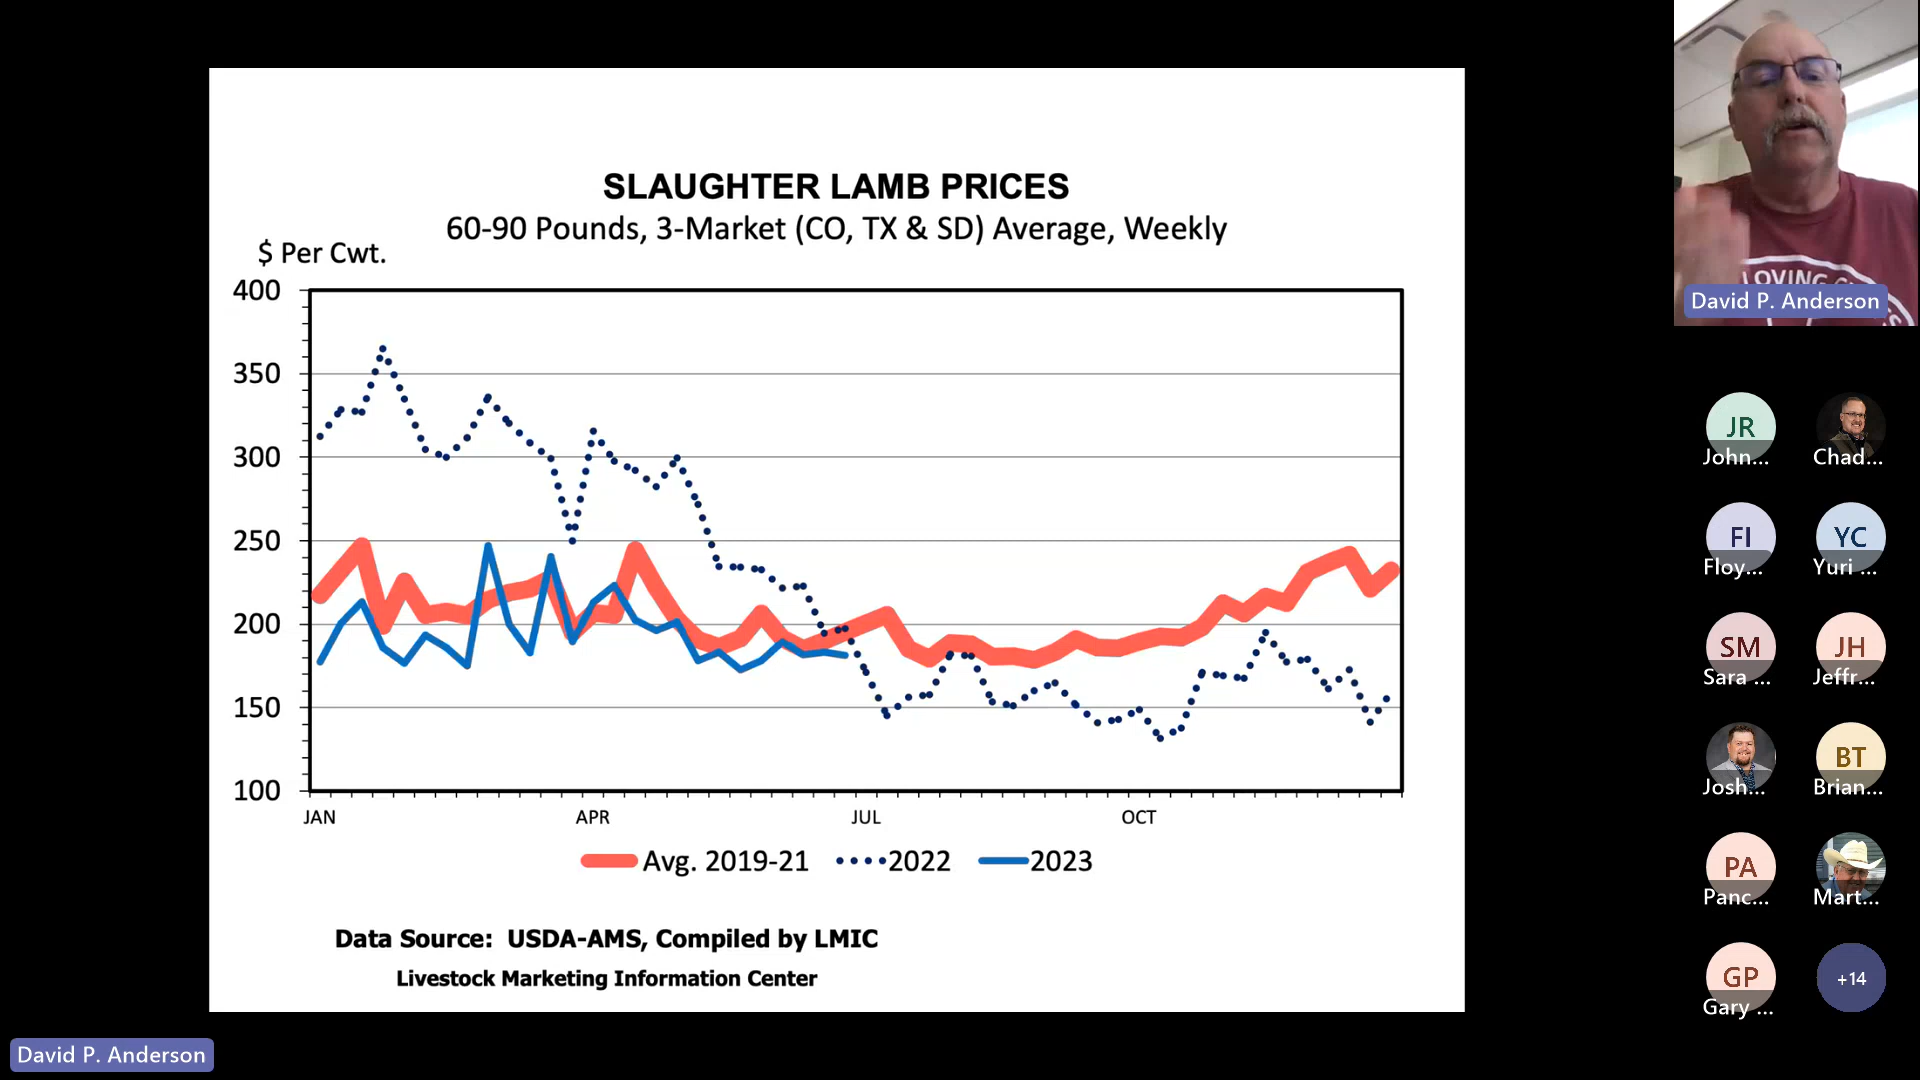 SLAUGHTER LAMB PRICES
60-90 Pounds, 3-Market (CO, TX & SD) Average, Weekly
$ Per Cwt.
400
350
300
250
200
150
100
JAN
APR
JUL
OCT
Avg. 2019-21
2022
2023
Data Source: USDA-AMS, Compiled by LMIC
Livestock Marketing Information Center
David P. Anderson
LOVING
David P. Anderson
JR
John...
Chad...
FI
Floy...
YC
Yuri ...
SM
Sara ...
JH
Jeffr...
Josh...
BT
Brian...
PA
Panc...
Mart...
GP
Gary ...
+14